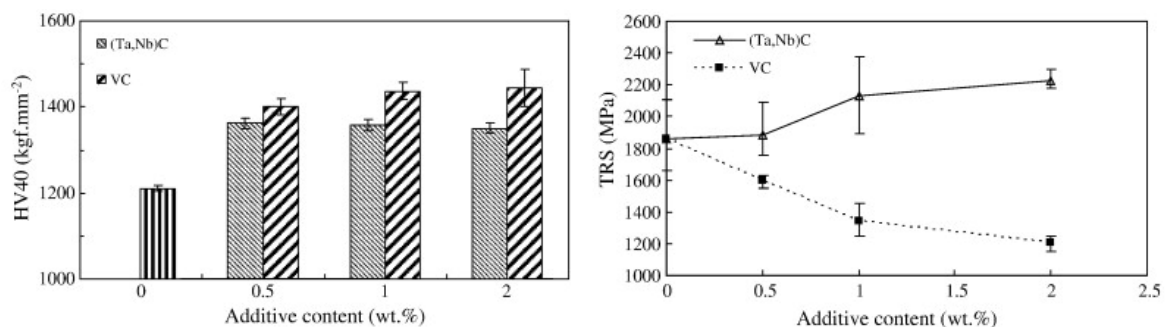 1600
1400
1200
1000
HV40 (kgf.mm-2)
(Ta,Nb)C
VC
0
0.5
1
2
Additive content (wt.%)
2600
2400
2200
2000
1800
1600
1400
1200
1000
TRS (MPa)
(Ta,Nb)C
VC
0
0.5
1
1.5
2
2.5
Additive content (wt.%)